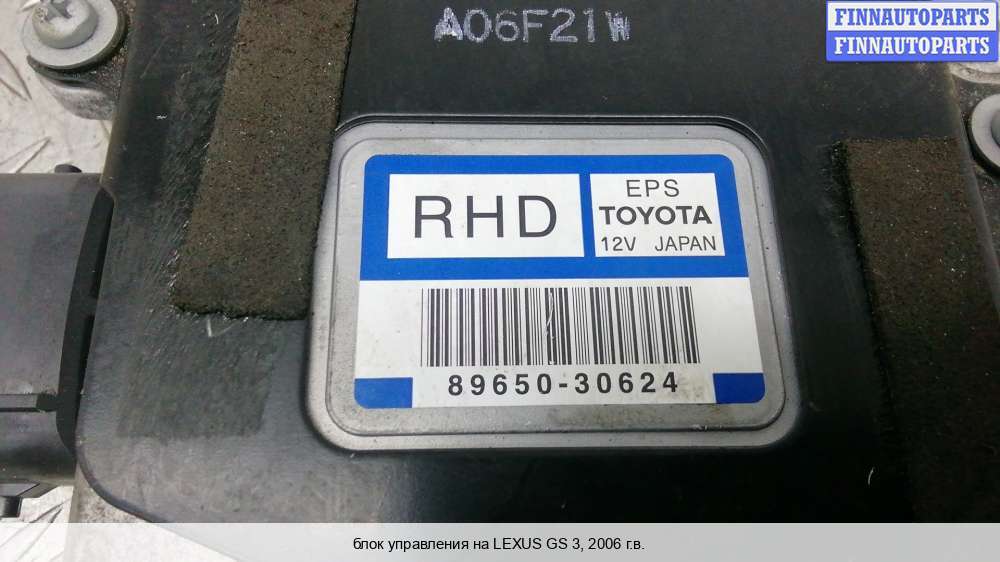 A06F21W
FINNAUTOPARTS
FINNAUTOPARTS
RHD
EPS
TOYOTA
12V JAPAN
89650-30624
блок управления на LEXUS GS 3, 2006 г.в.